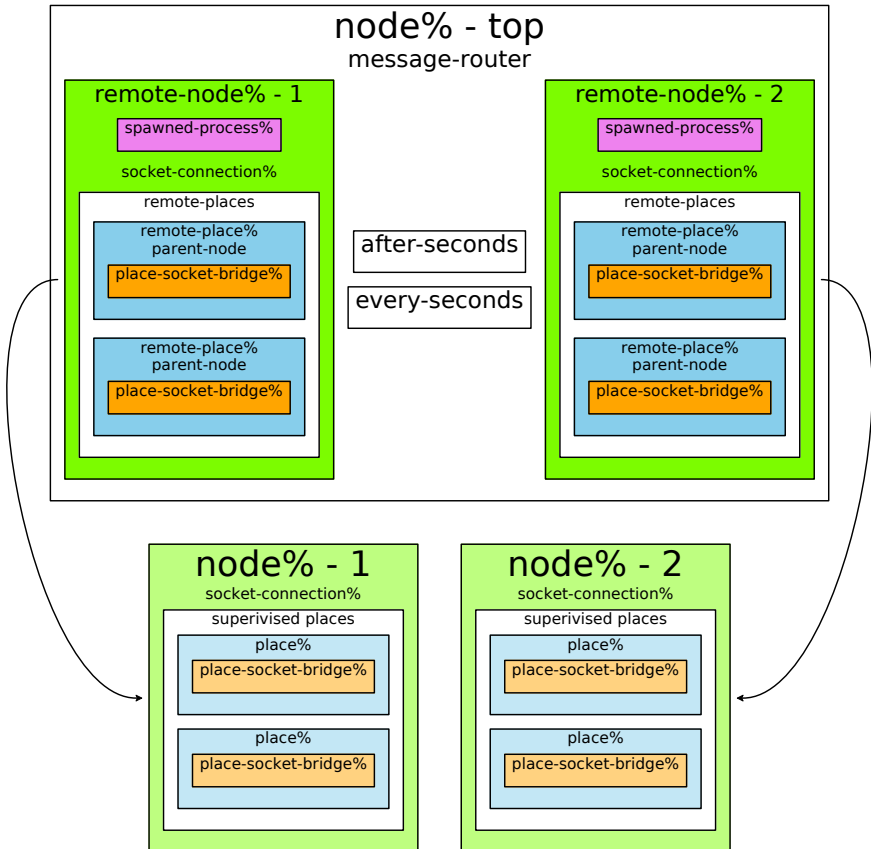 node% - top
message-router
remote-node% - 1
spawned-process%
socket-connection%
remote-places
remote-place%
parent-node
place-socket-bridge%
remote-place%
parent-node
place-socket-bridge%
after-seconds
every-seconds
remote-node% - 2
spawned-process%
socket-connection%
remote-places
remote-place%
parent-node
place-socket-bridge%
remote-place%
parent-node
place-socket-bridge%
node% - 1
socket-connection%
superivised places
place%
place-socket-bridge%
place%
place-socket-bridge%
node% - 2
socket-connection%
superivised places
place%
place-socket-bridge%
place%
place-socket-bridge%